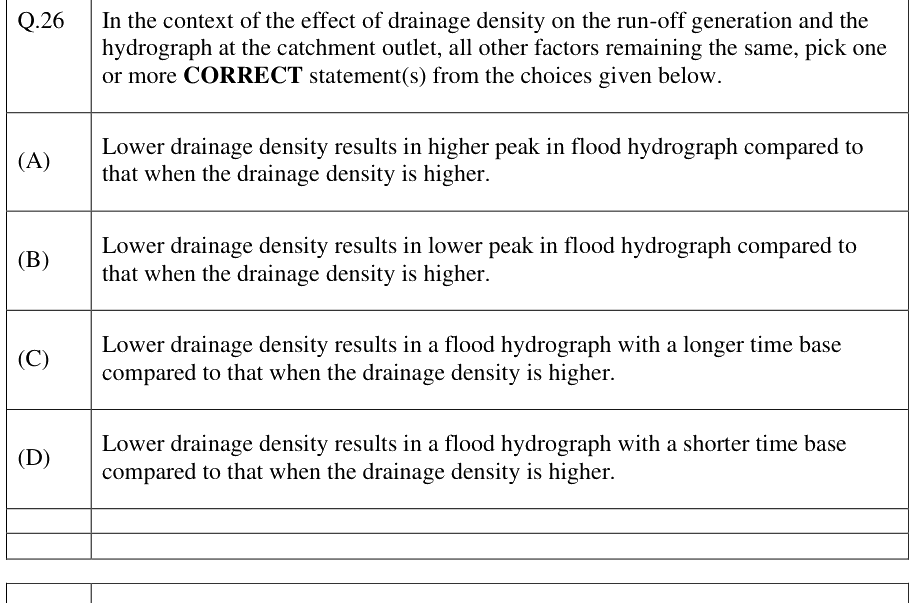 Q.26
In the context of the effect of drainage density on the run-off generation and the
hydrograph at the catchment outlet, all other factors remaining the same, pick one
or more CORRECT statement(s) from the choices given below.
(A)
Lower drainage density results in higher peak in flood hydrograph compared to
that when the drainage density is higher.
(B)
Lower drainage density results in lower peak in flood hydrograph compared to
that when the drainage density is higher.
(C)
Lower drainage density results in a flood hydrograph with a longer time base
compared to that when the drainage density is higher.
(D)
Lower drainage density results in a flood hydrograph with a shorter time base
compared to that when the drainage density is higher.